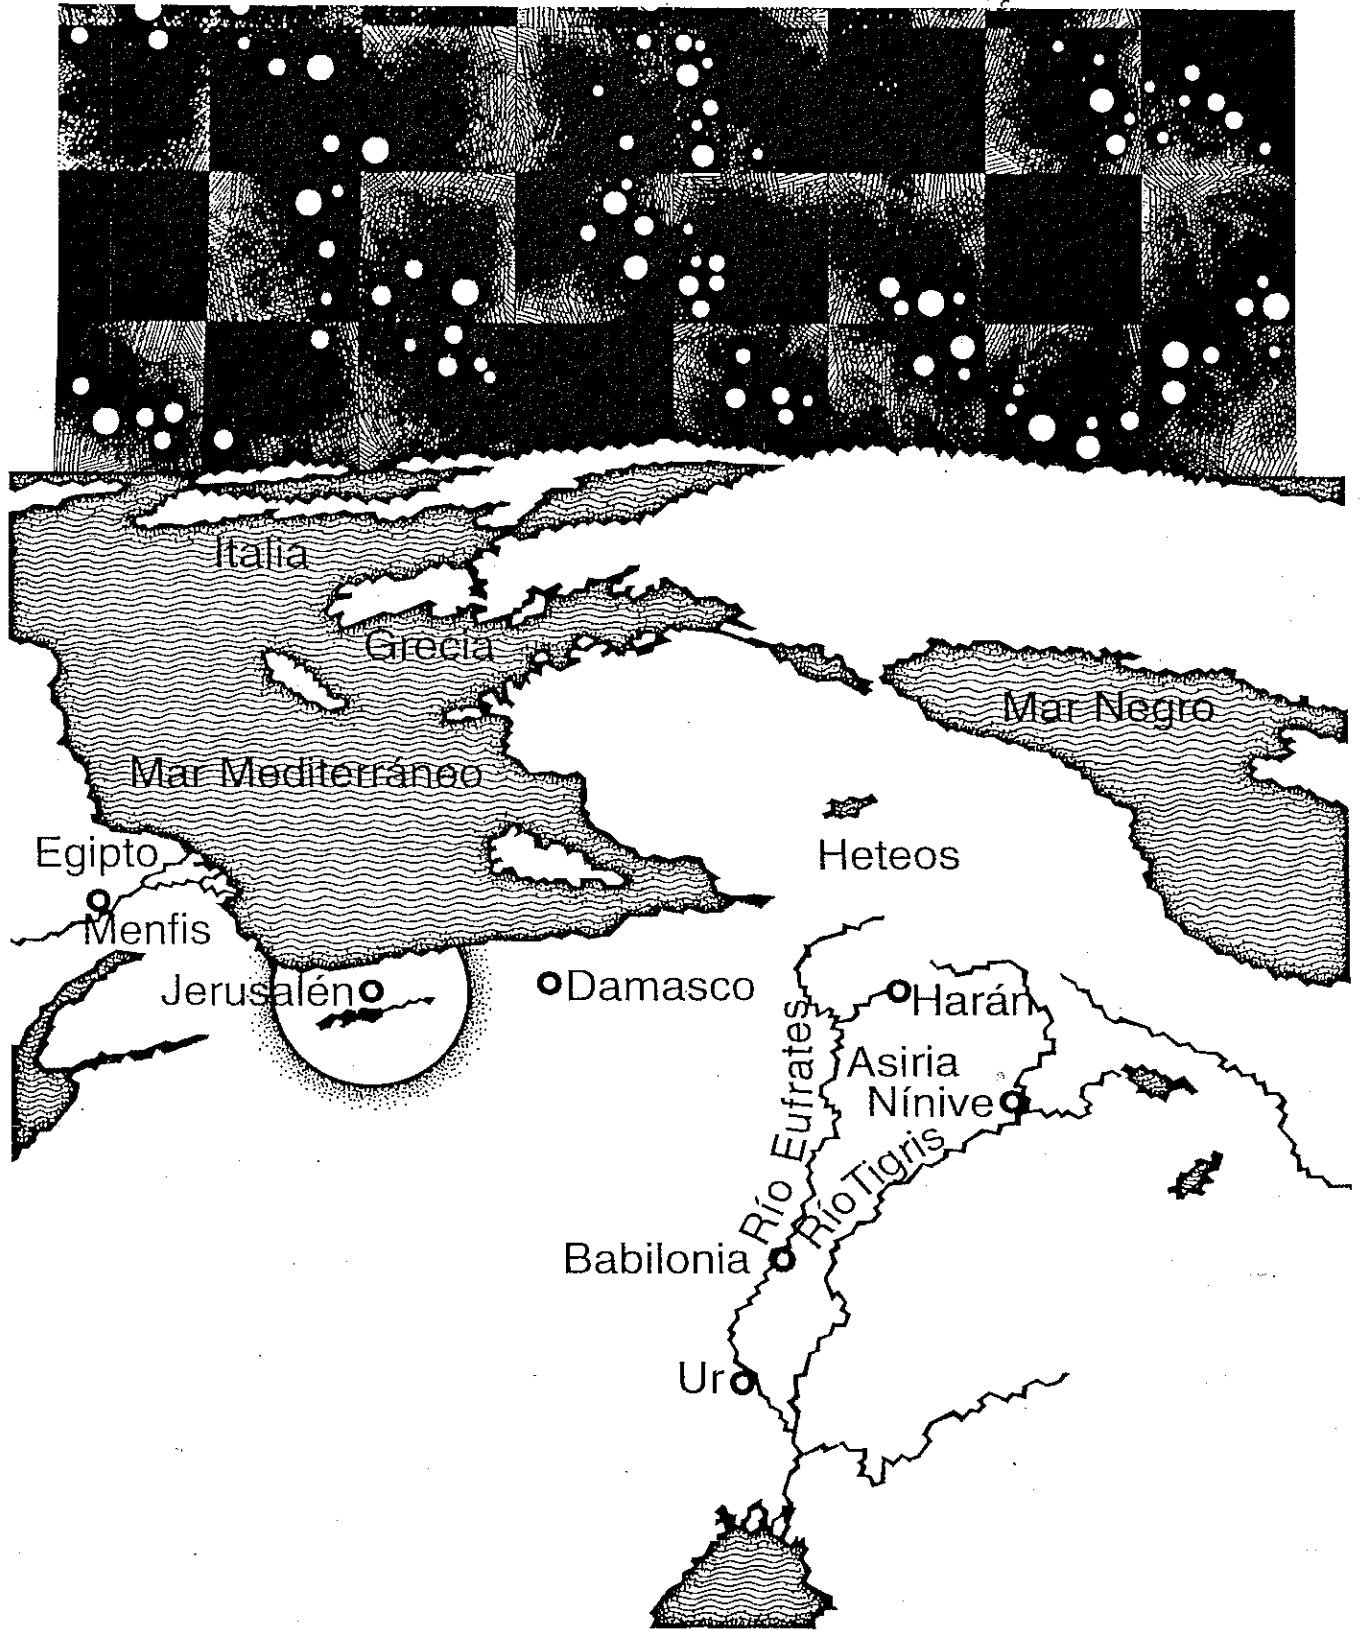 Italia
Grecia
Mar Negro
Mar Mediterráneo
Egipto
Heteos
Menfis
Jerusalén
Damasco
Harán
Río Eufrates
Asiria
Nínive
Río Tigris
Babilonia
Ur